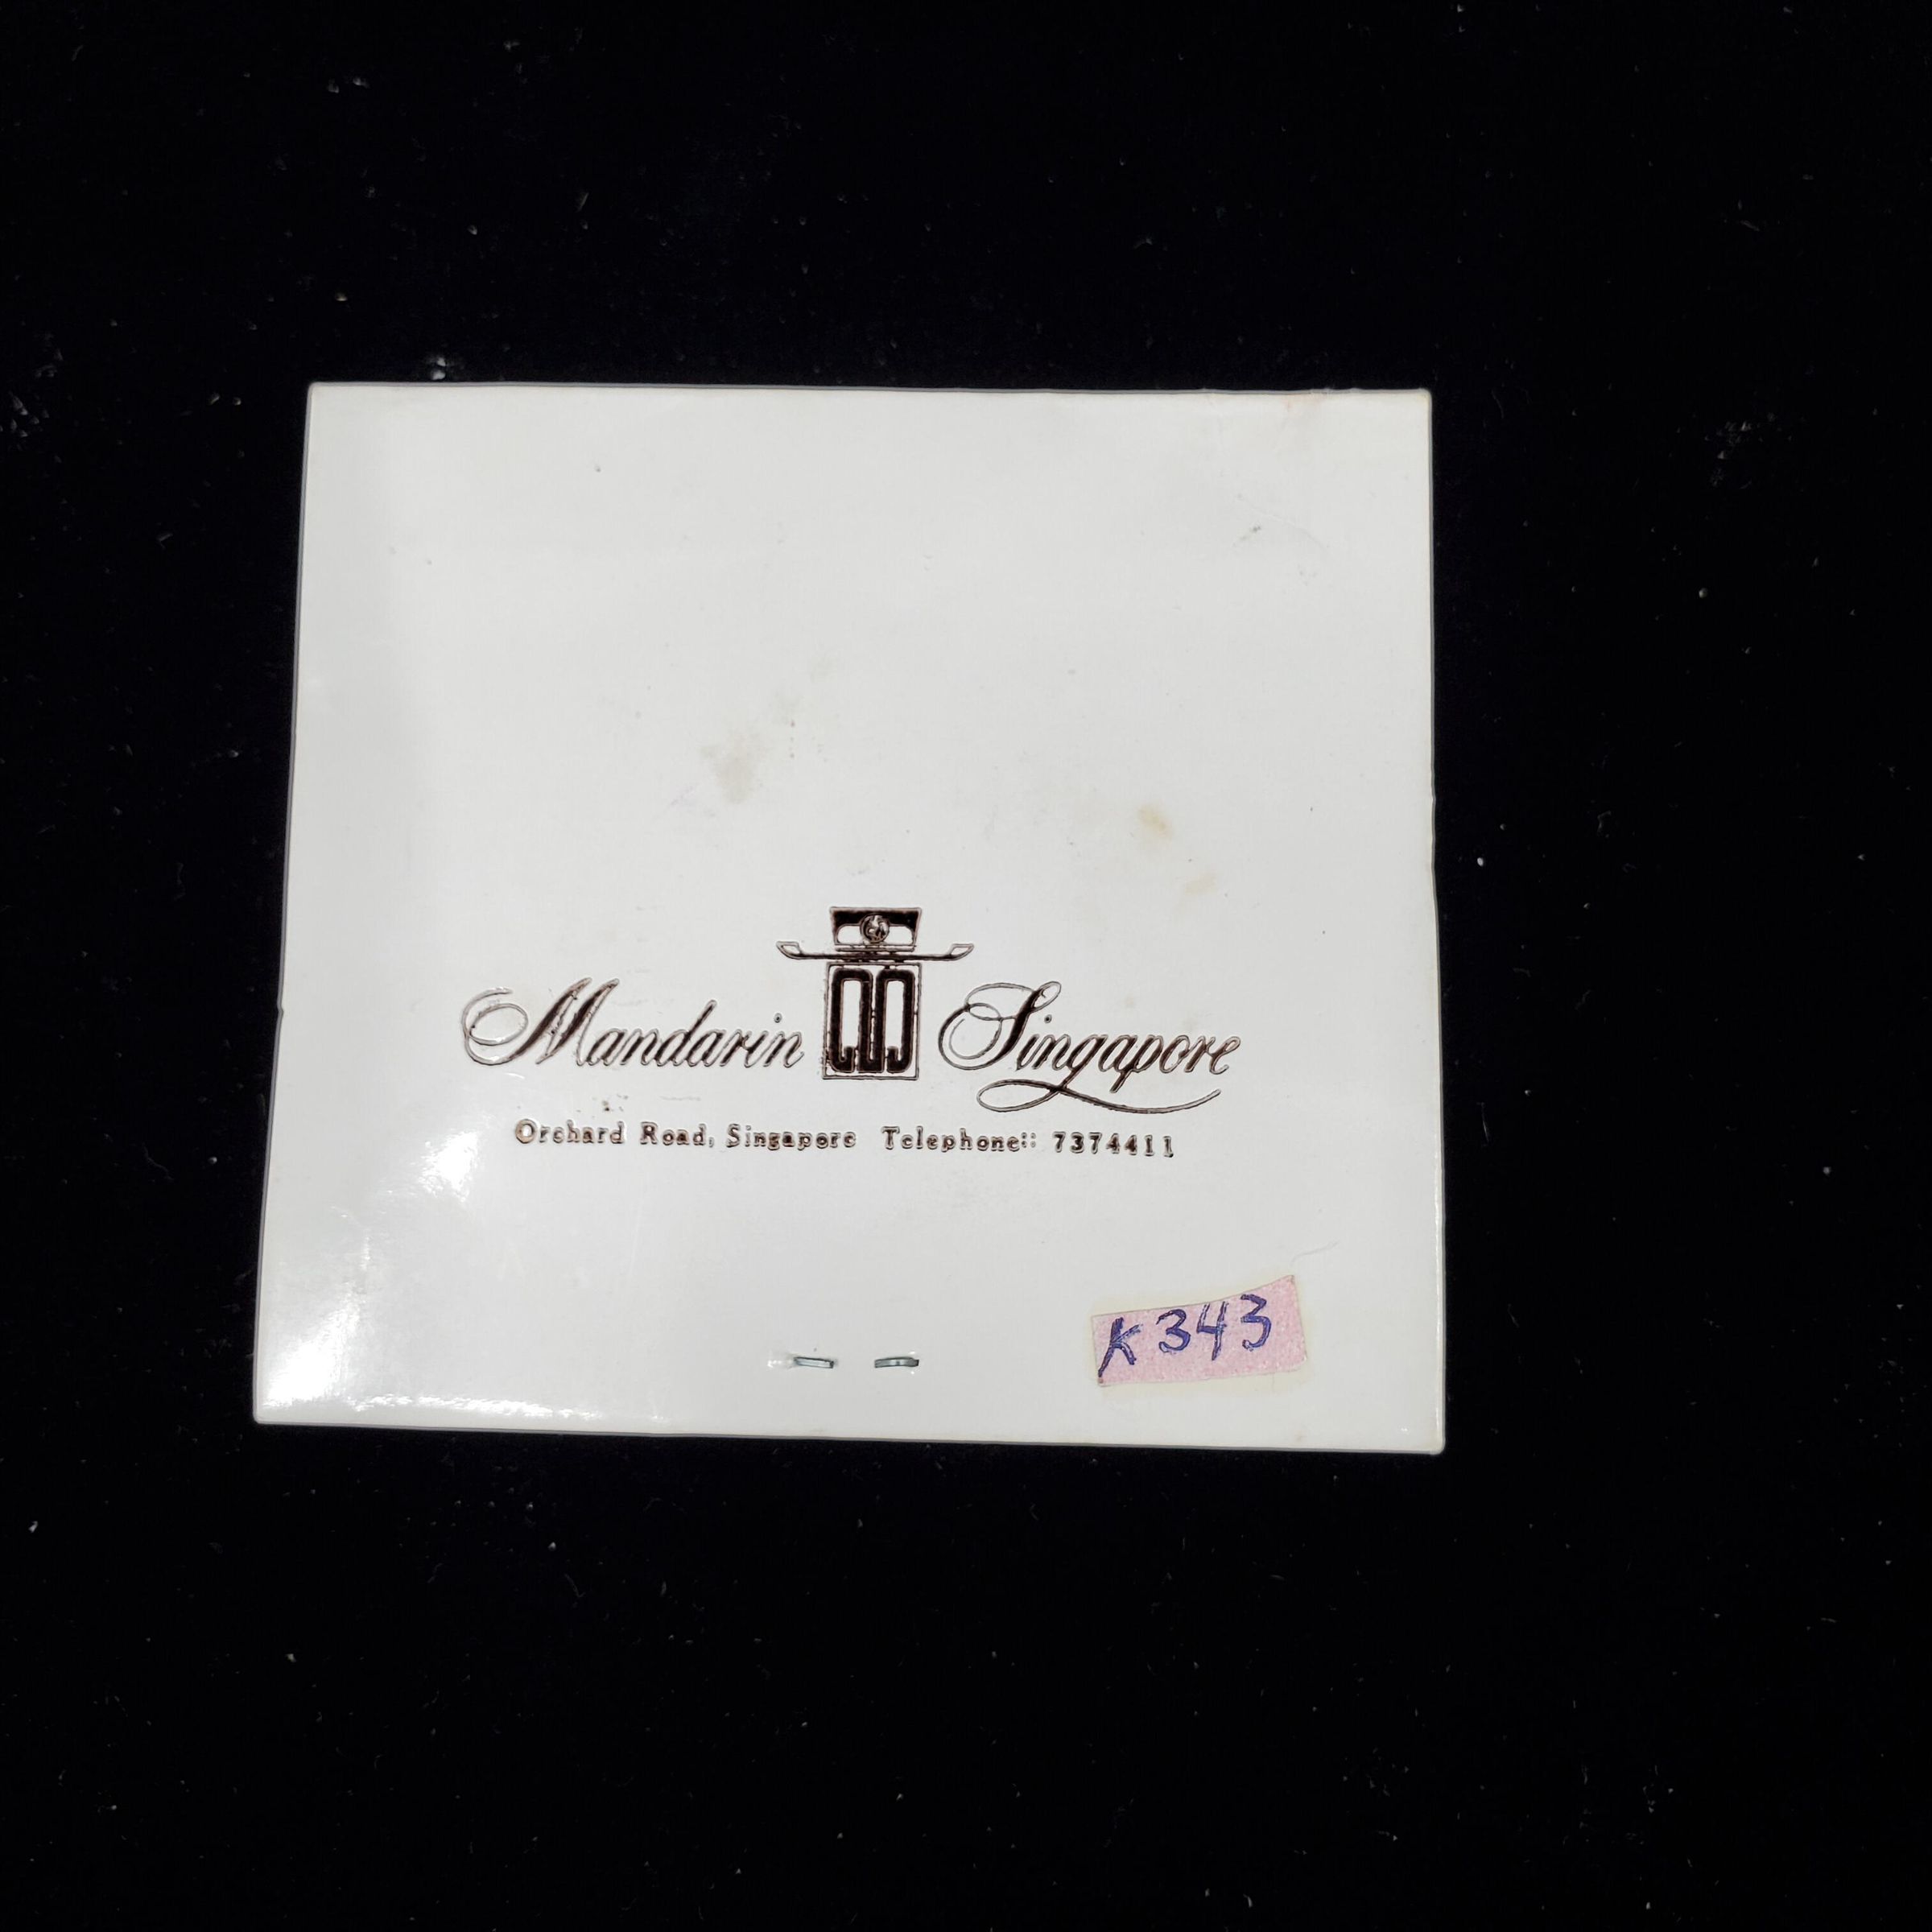 Mandarin Singapore
Orchard Road, Singapore Telephone: 7374411
K343